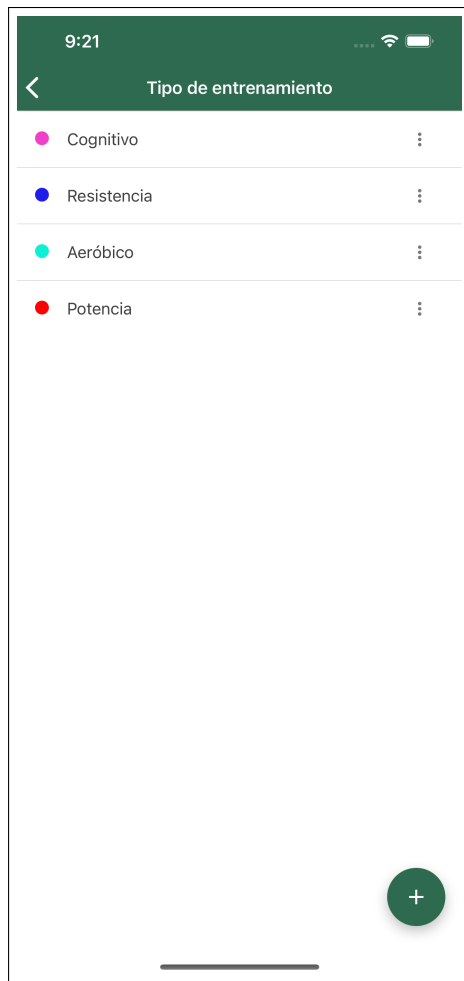 9:21
Tipo de entrenamiento
Cognitivo
Resistencia
Aeróbico
Potencia
+